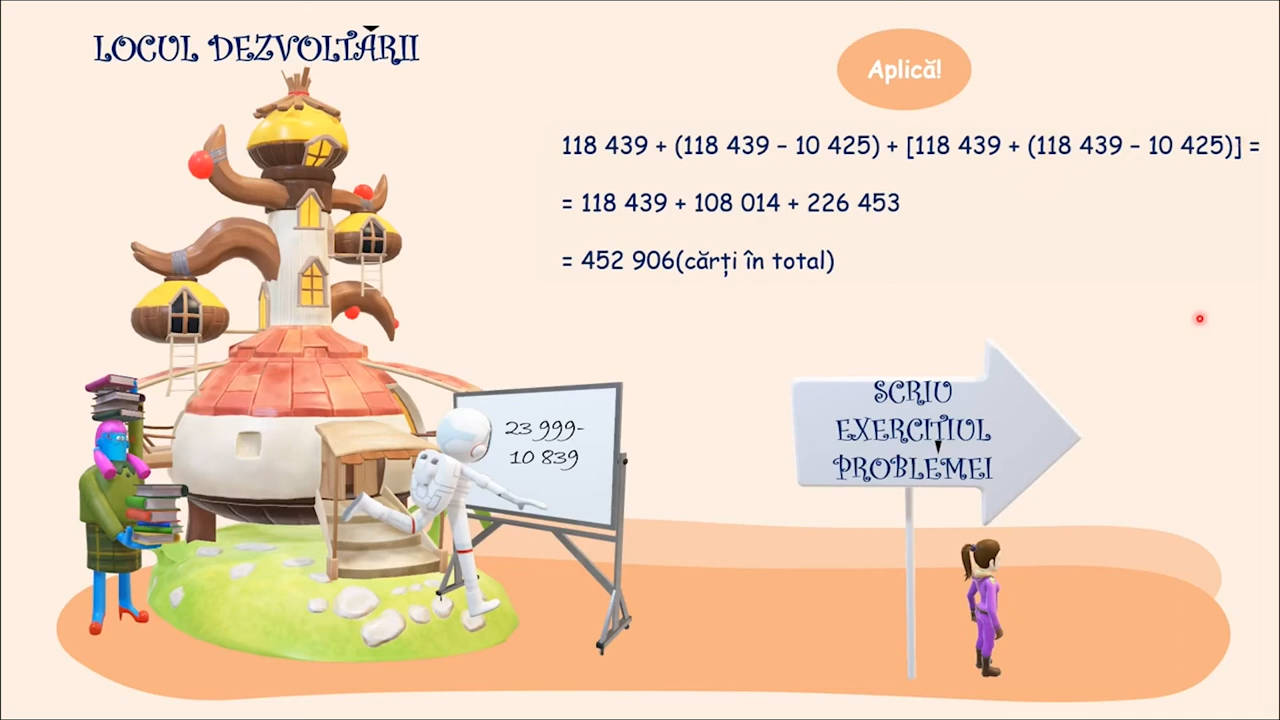 LOCUL DEZVOLTĂRII
Aplică!
118 439 + (118 439 – 10 425) + [118 439 + (118 439 – 10 425)] =
= 118 439 + 108 014 + 226 453
= 452 906(cărți în total)
23 999-
10 839
SCRIU
EXERCIȚIUL
PROBLEMEI